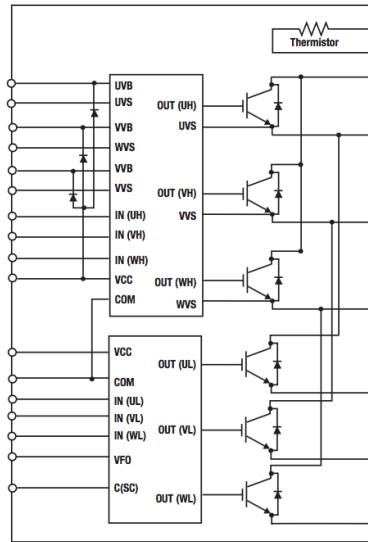 Thermistor
UVB
UVS
VVB
WVS
VVB
VVS
IN (UH)
IN (VH)
IN (WH)
VCC
COM
OUT (UH)
UVS
OUT (VH)
VVS
OUT (WH)
WVS
VCC
COM
IN (UL)
IN (VL)
IN (WL)
VFO
C(SC)
OUT (UL)
OUT (VL)
OUT (WL)